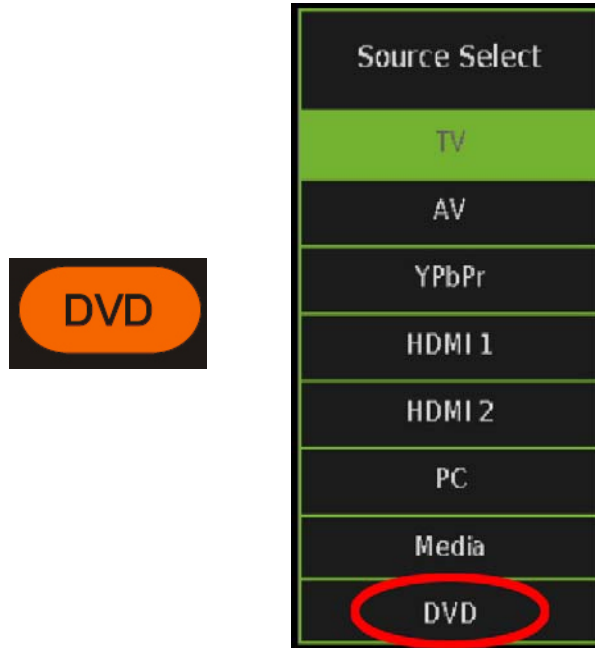 DVD
Source Select
TV
AV
YPbPr
HDMI 1
HDMI 2
PC
Media
DVD